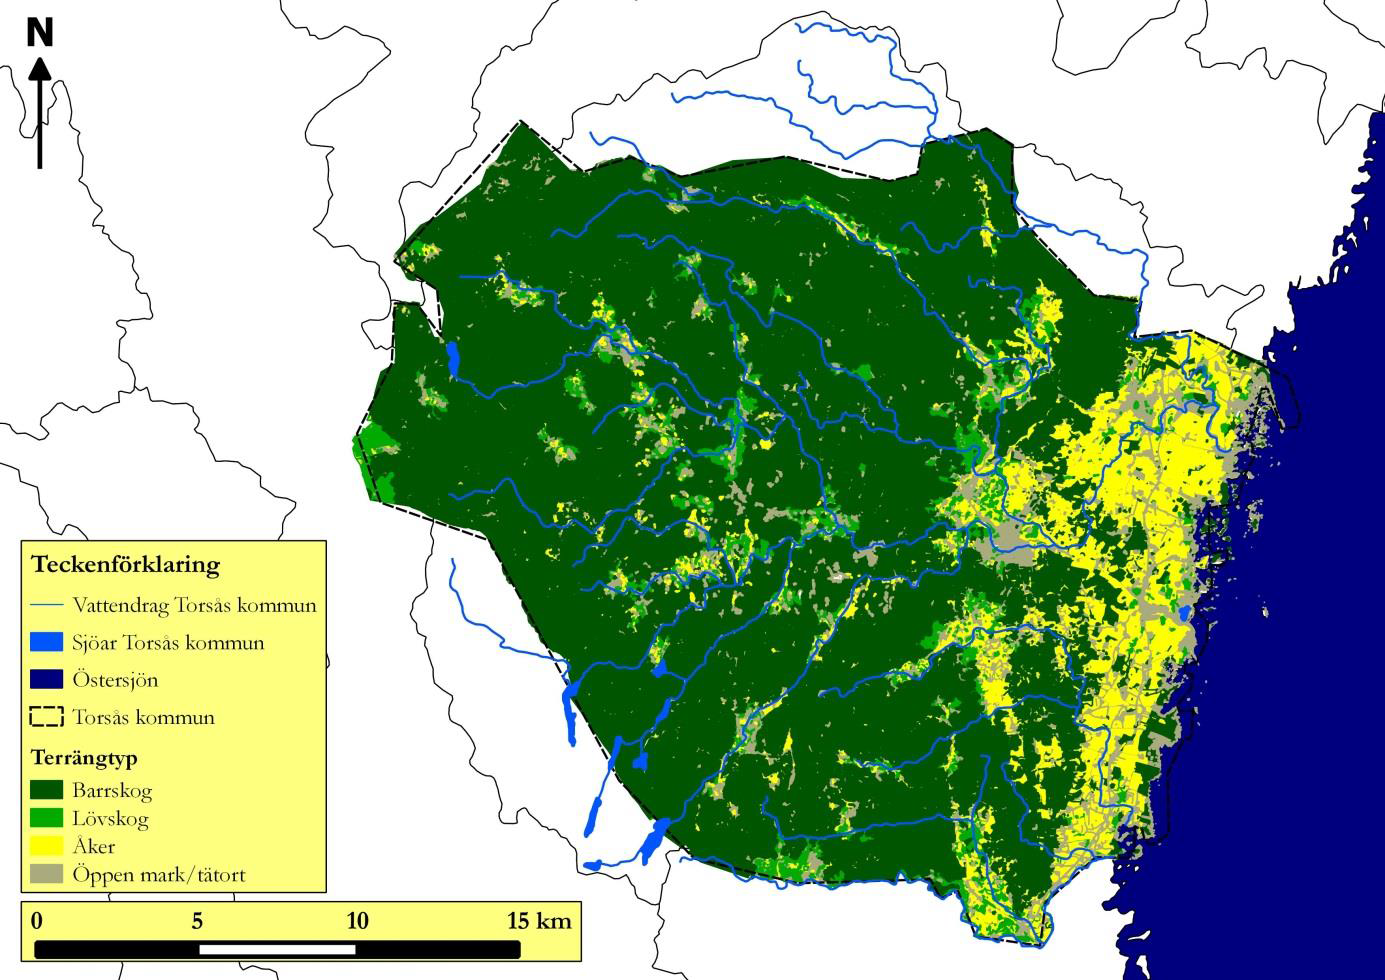 N
Teckenförklaring
Vattendrag Torsås kommun
Sjöar Torsås kommun
Östersjön
Torsås kommun
Terrängtyp
Barrskog
Lövskog
Åker
Öppen mark/tätort
0 5 10 15 km